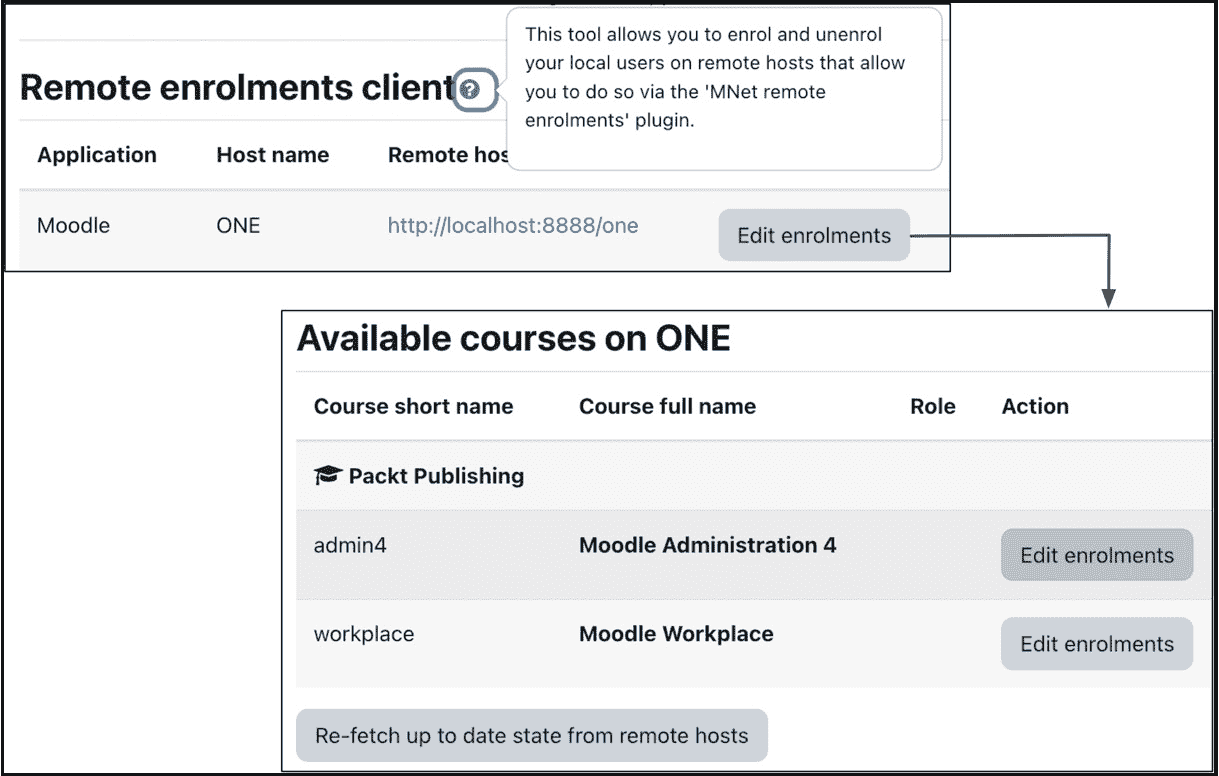 This tool allows you to enrol and unenrol
your local users on remote hosts that allow
you to do so via the 'MNet remote
enrolments' plugin.
Remote enrolments client ?
Application Host name Remote hos
Moodle ONE http://localhost:8888/one Edit enrolments
Available courses on ONE
Course short name Course full name Role Action
Packt Publishing
admin4 Moodle Administration 4 Edit enrolments
workplace Moodle Workplace Edit enrolments
Re-fetch up to date state from remote hosts